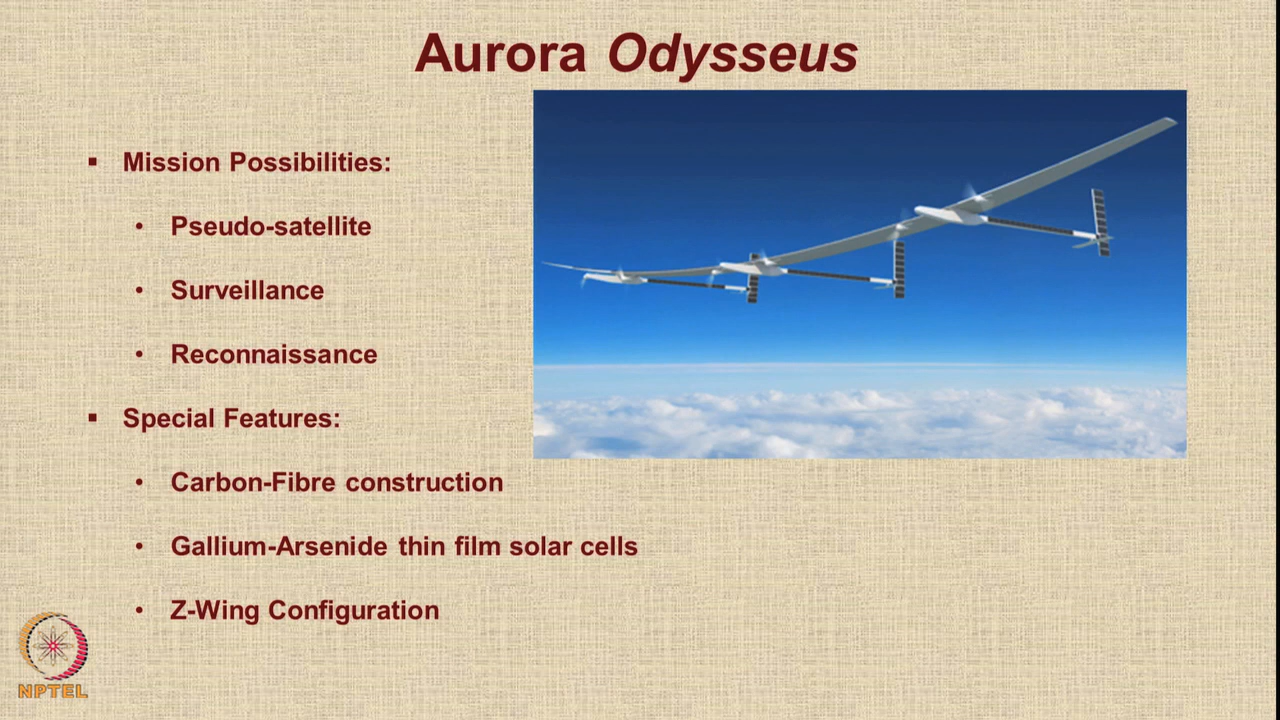 Aurora Odysseus
▪ Mission Possibilities:
• Pseudo-satellite
• Surveillance
• Reconnaissance
▪ Special Features:
• Carbon-Fibre construction
• Gallium-Arsenide thin film solar cells
• Z-Wing Configuration
NPTEL